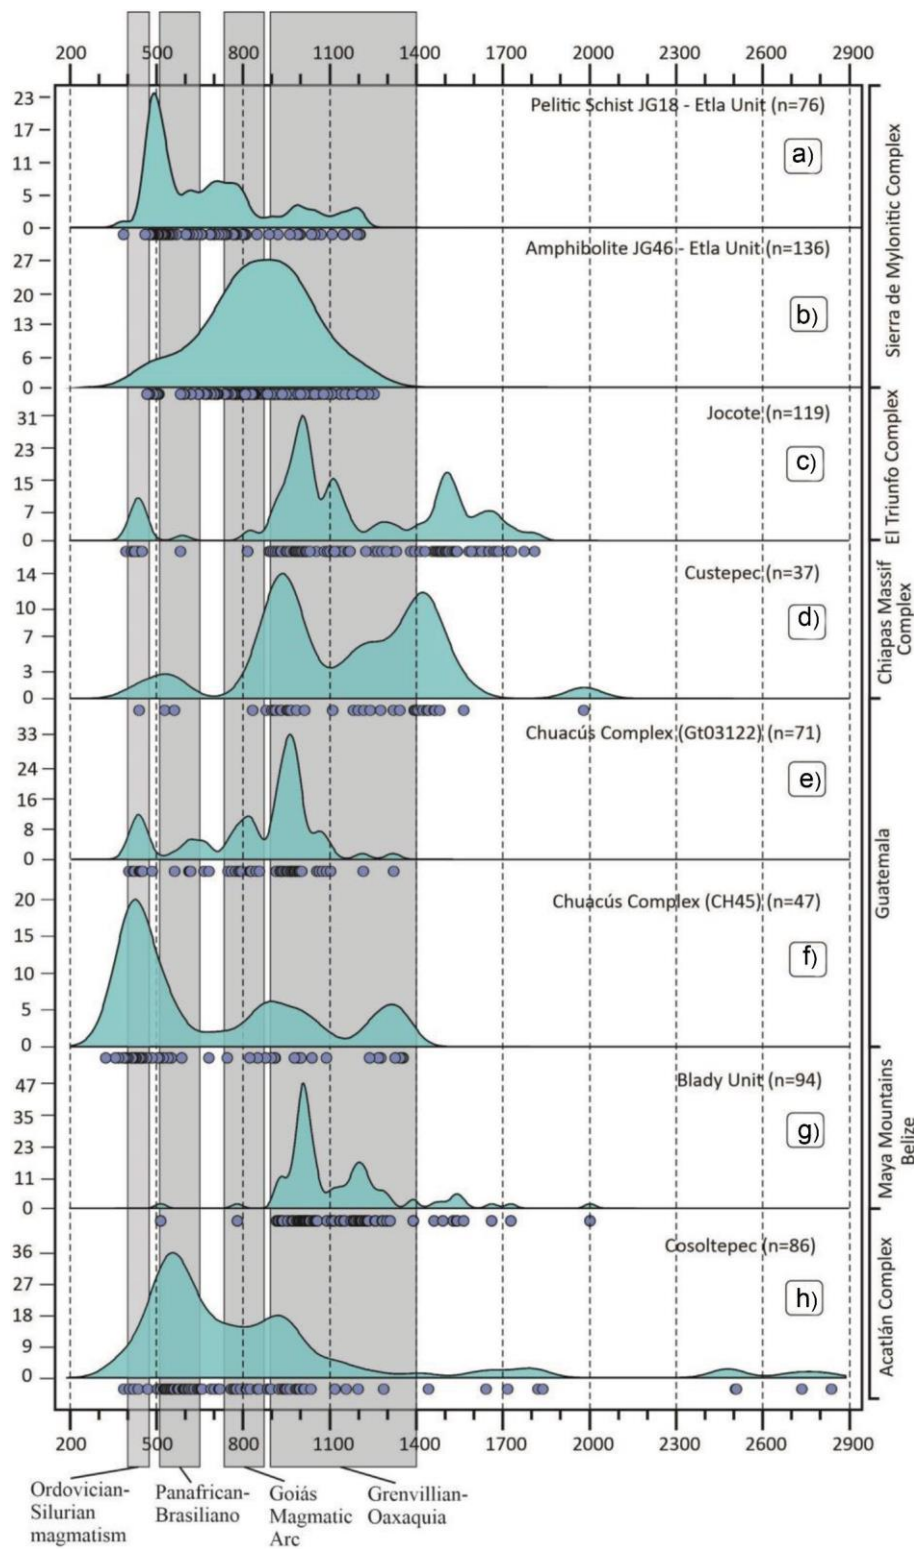 200 500 800 1100 1400 1700 2000 2300 2600 2900
Pelitic Schist JG18 - Etla Unit (n=76)
a)
23
17
11
5
0
Amphibolite JG46 - Etla Unit (n=136)
b)
27
20
13
6
0
Sierra de Mylonitic Complex
Jocote (n=119)
c)
31
23
15
7
0
El Triunfo Complex
Custepec (n=37)
d)
14
10
7
3
0
Chiapas Massif
Complex
Chuacús Complex (Gt03122) (n=71)
e)
33
24
16
8
0
Chuacús Complex (CH45) (n=47)
f)
20
15
10
5
0
Guatemala
Blady Unit (n=94)
g)
47
35
23
11
0
Maya Mountains
Belize
Cosoltepec (n=86)
h)
36
27
18
9
0
Acatlán Complex
200 500 800 1100 1400 1700 2000 2300 2600 2900
Ordovician-
Silurian
magmatism
Panafrican-
Brasiliano
Goiás
Magmatic
Arc
Grenvillian-
Oaxaquia